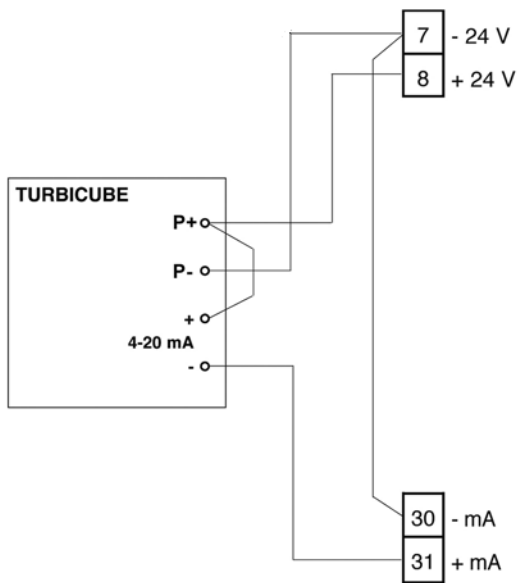 7 - 24 V
8 + 24 V
TURBICUBE
P+
P-
+
4-20 mA
-
30 - mA
31 + mA